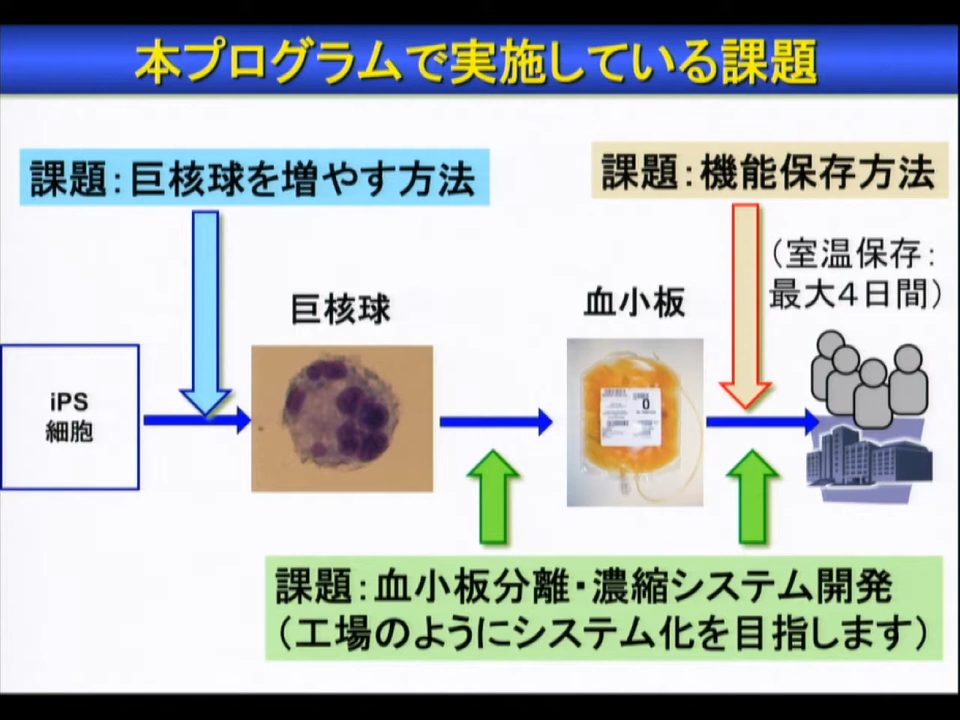 本プログラムで実施している課題
課題：巨核球を増やす方法
課題：機能保存方法
（室温保存：
最大４日間）
巨核球
血小板
iPS
細胞
O
課題：血小板分離・濃縮システム開発
（工場のようにシステム化を目指します）